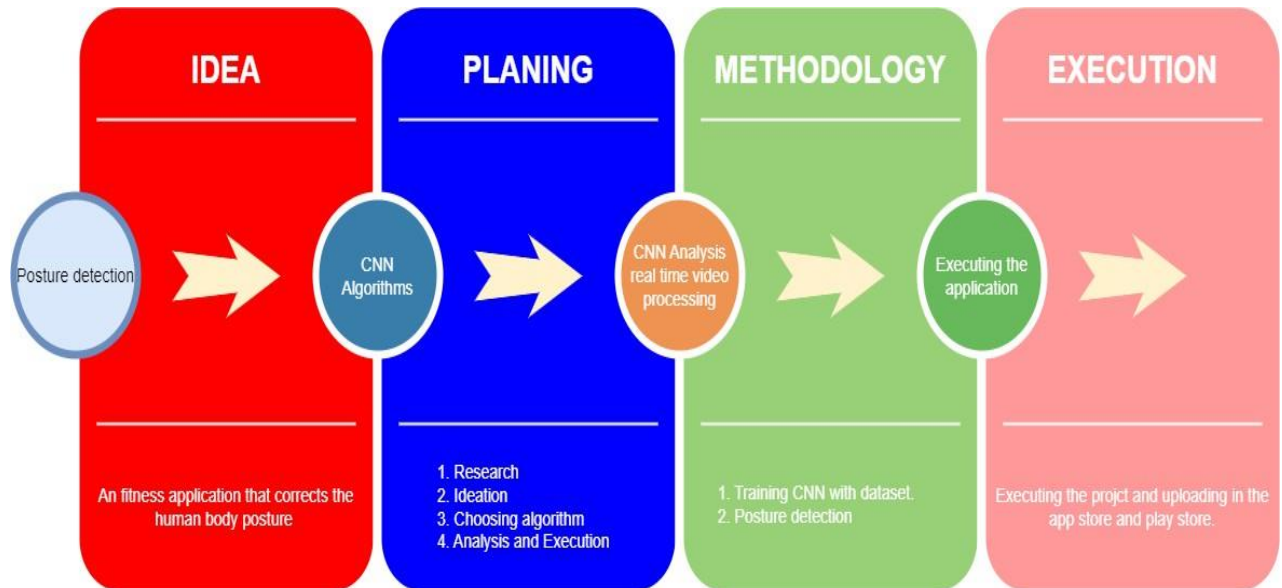 IDEA
PLANING
METHODOLOGY
EXECUTION
Posture detection
CNN
Algorithms
CNN Analysis
real time video
processing
Executing the
application
An fitness application that corrects the
human body posture
1. Research
2. Ideation
3. Choosing algorithm
4. Analysis and Execution
1. Training CNN with dataset.
2. Posture detection
Executing the projct and uploading in the
app store and play store.